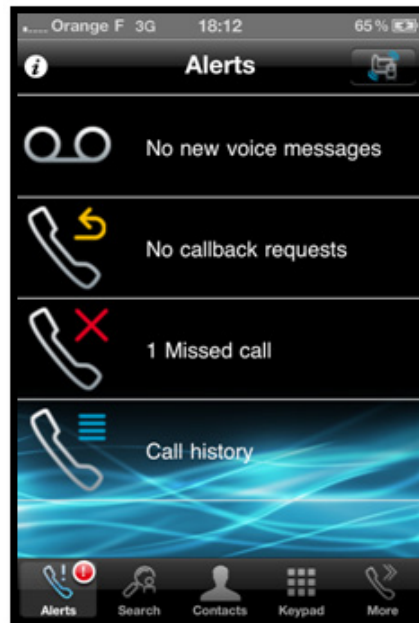 Orange F 3G 18:12 65 %
Alerts
No new voice messages
No callback requests
1 Missed call
Call history
Alerts Search Contacts Keypad More